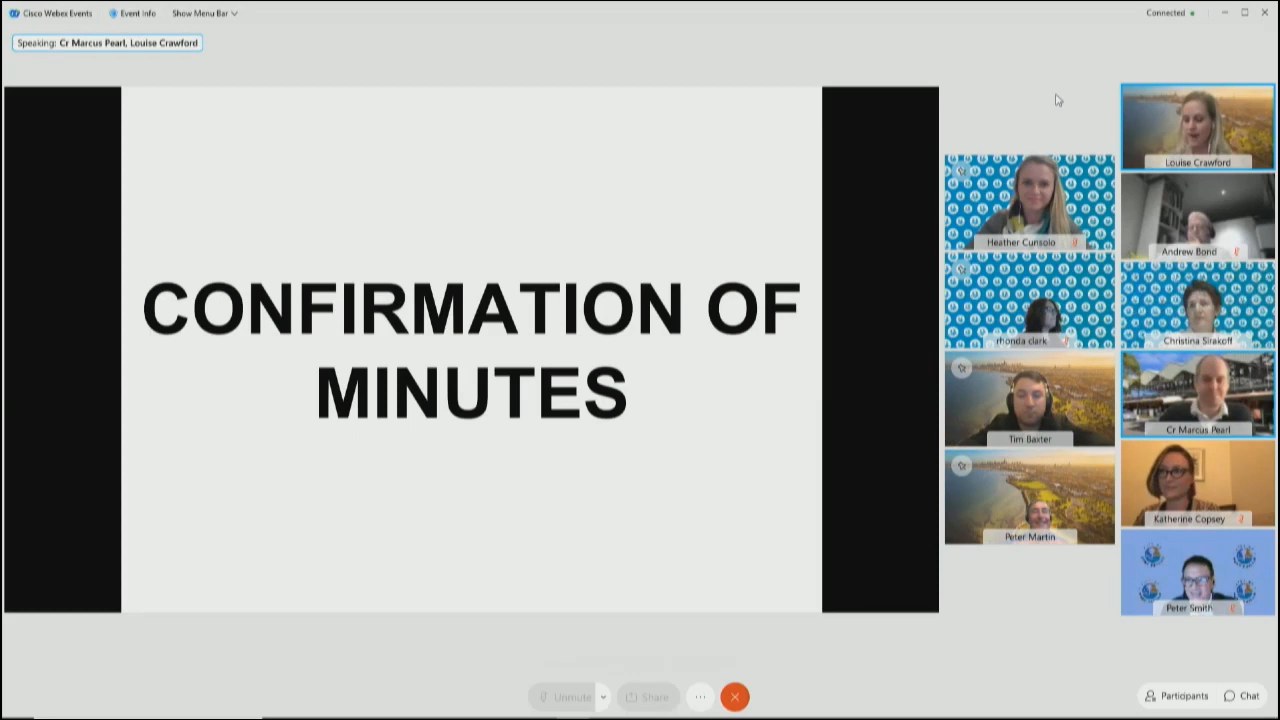 Cisco Webex Events
Event Info
Show Menu Bar
Connected
Speaking: Cr Marcus Pearl, Louise Crawford
CONFIRMATION OF
MINUTES
Louise Crawford
Heather Cunsolo
Andrew Bond
rhonda clark
Christina Sirakoff
Tim Baxter
Cr Marcus Pearl
Peter Martin
Katherine Copsey
Peter Smith
Unmute
Share
Participants
Chat